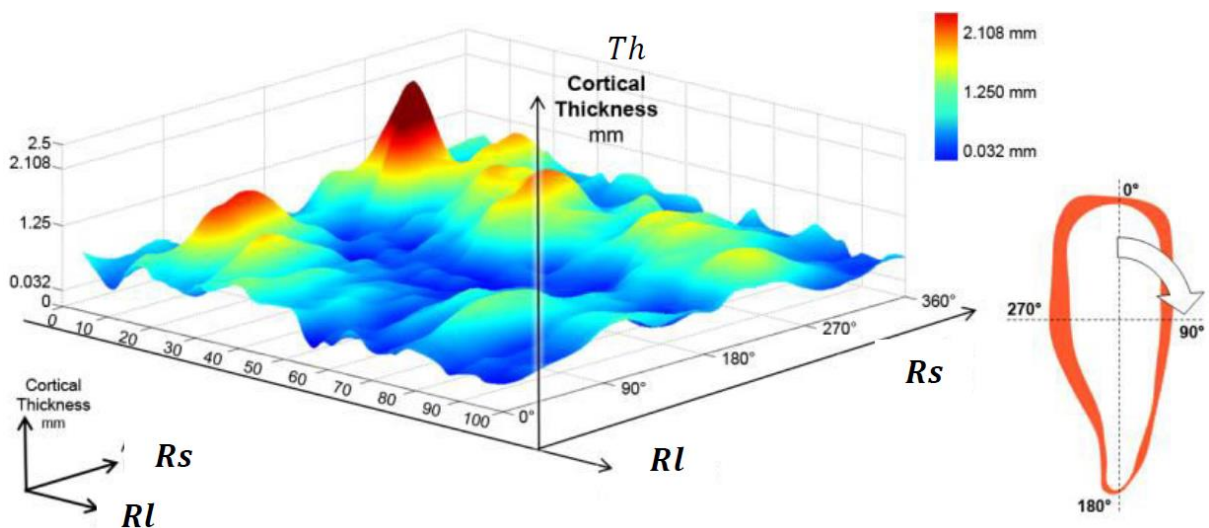 Th
Cortical
Thickness
mm
2.5
2.108
1.25
0.032
0
0
10
20
30
40
50
60
70
80
90
100
0°
90°
180°
270°
360°
Rs
Rl
Cortical
Thickness
mm
Rs
Rl
2.108 mm
1.250 mm
0.032 mm
0°
270°
90°
180°